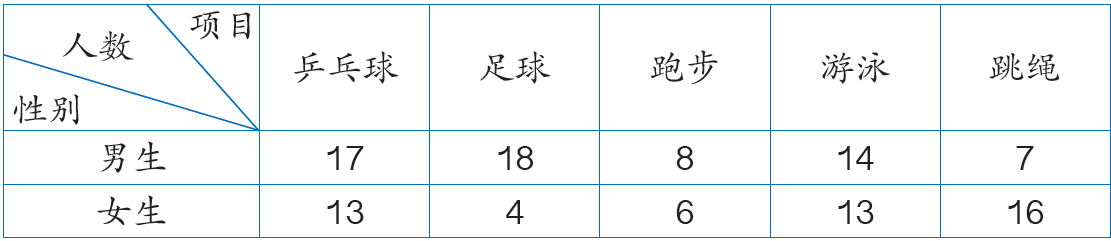 项目
人数
性别
乒乓球 足球 跑步 游泳 跳绳
男生 17 18 8 14 7
女生 13 4 6 13 16